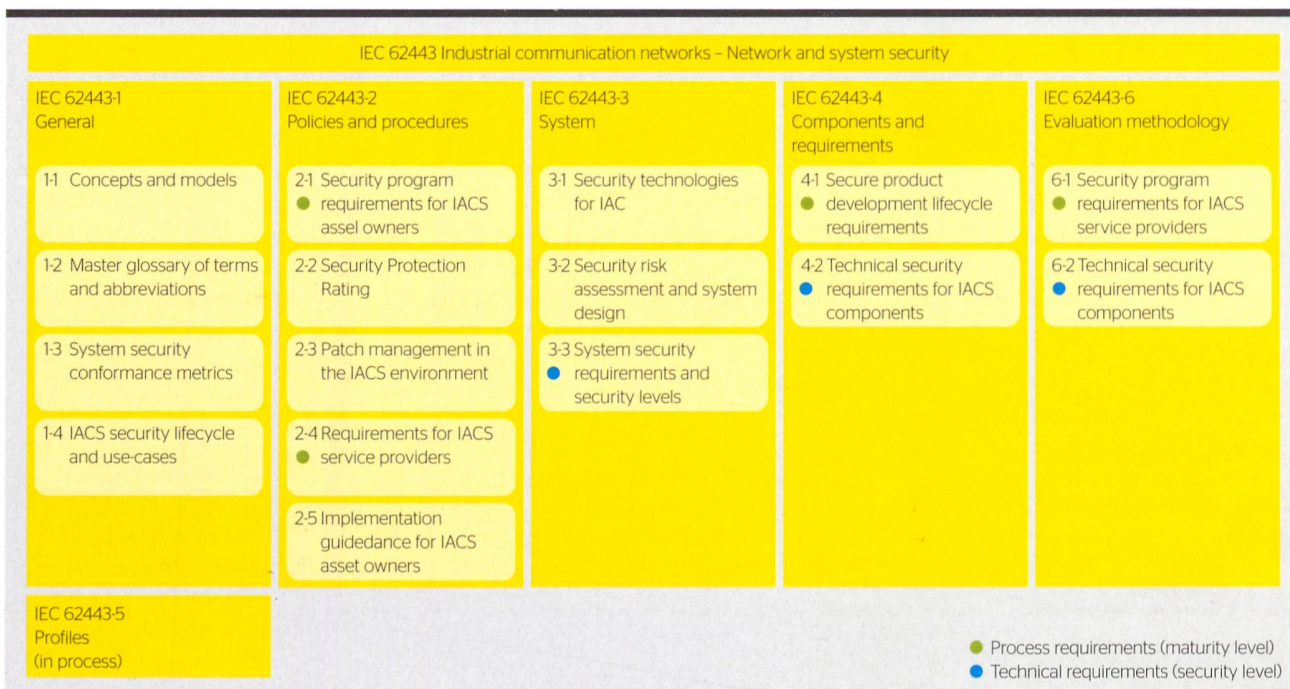 IEC 62443 Industrial communication networks – Network and system security
IEC 62443-1
General
1-1 Concepts and models
1-2 Master glossary of terms
and abbreviations
1-3 System security
conformance metrics
1-4 IACS security lifecycle
and use-cases
IEC 62443-2
Policies and procedures
2-1 Security program
requirements for IACS
assel owners
2-2 Security Protection
Rating
2-3 Patch management in
the IACS environment
2-4 Requirements for IACS
service providers
2-5 Implementation
guidedance for IACS
asset owners
IEC 62443-3
System
3-1 Security technologies
for IAC
3-2 Security risk
assessment and system
design
3-3 System security
requirements and
security levels
IEC 62443-4
Components and
requirements
4-1 Secure product
development lifecycle
requirements
4-2 Technical security
requirements for IACS
components
IEC 62443-6
Evaluation methodology
6-1 Security program
requirements for IACS
service providers
6-2 Technical security
requirements for IACS
components
IEC 62443-5
Profiles
(in process)
Process requirements (maturity level)
Technical requirements (security level)